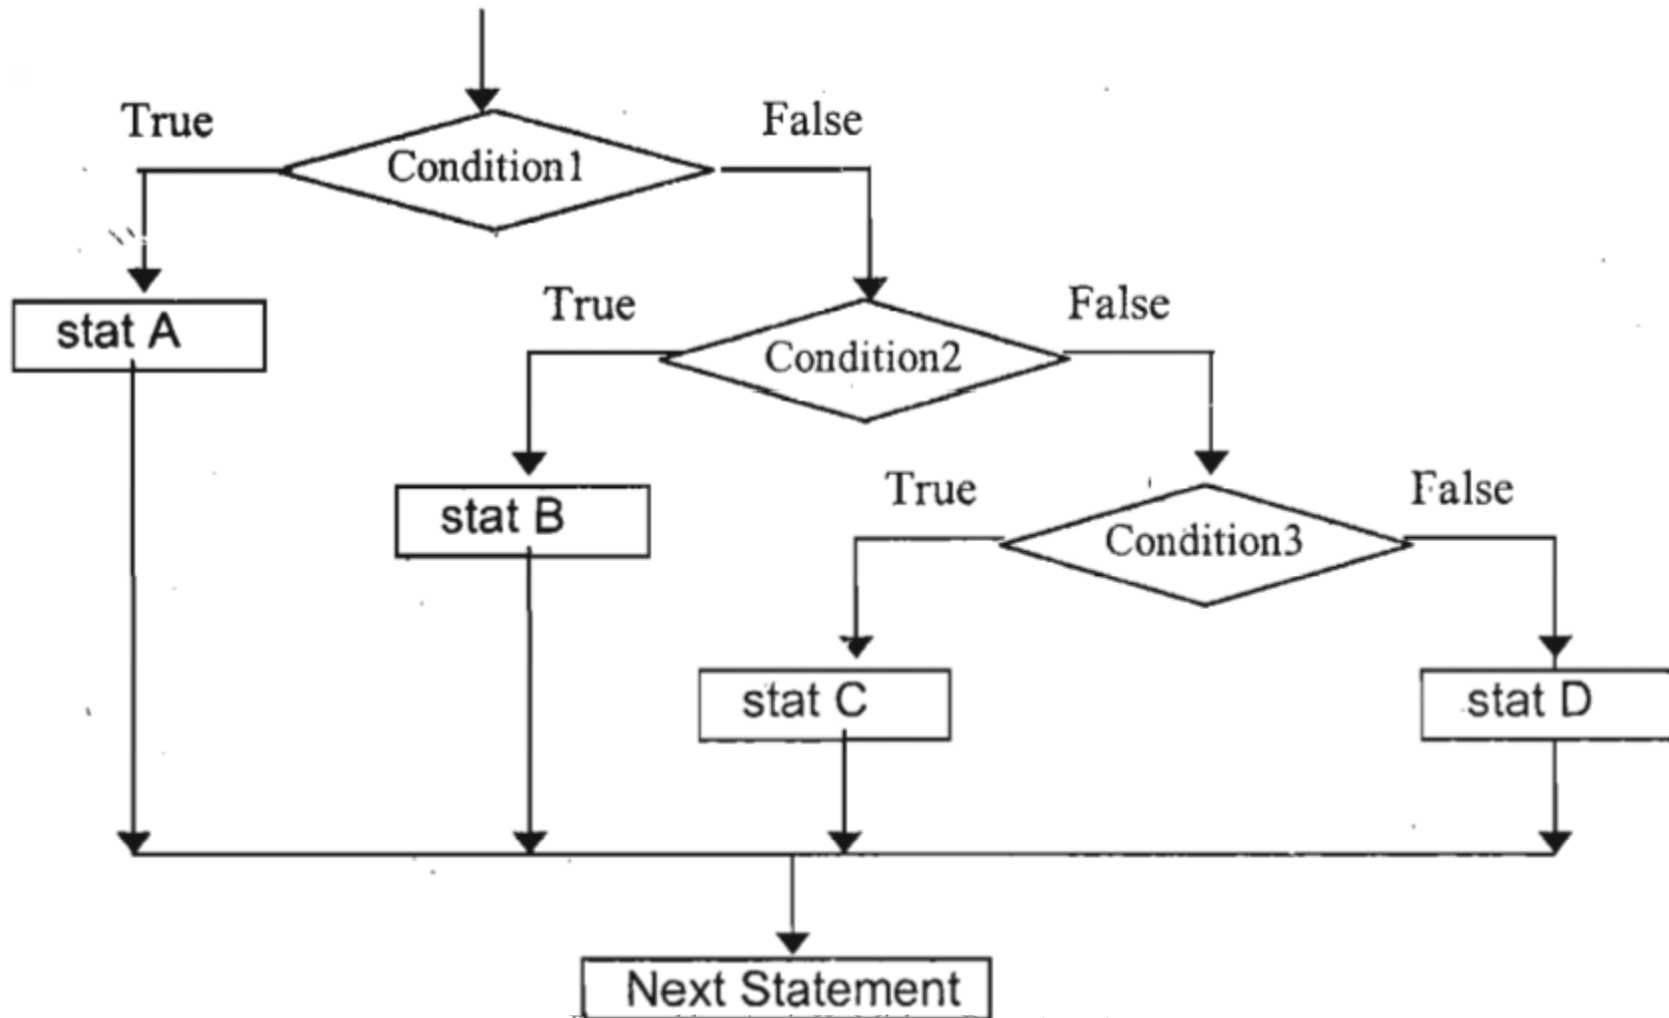 True
False
Condition1
True
False
stat A
Condition2
True
False
stat B
Condition3
stat C
stat D
Next Statement